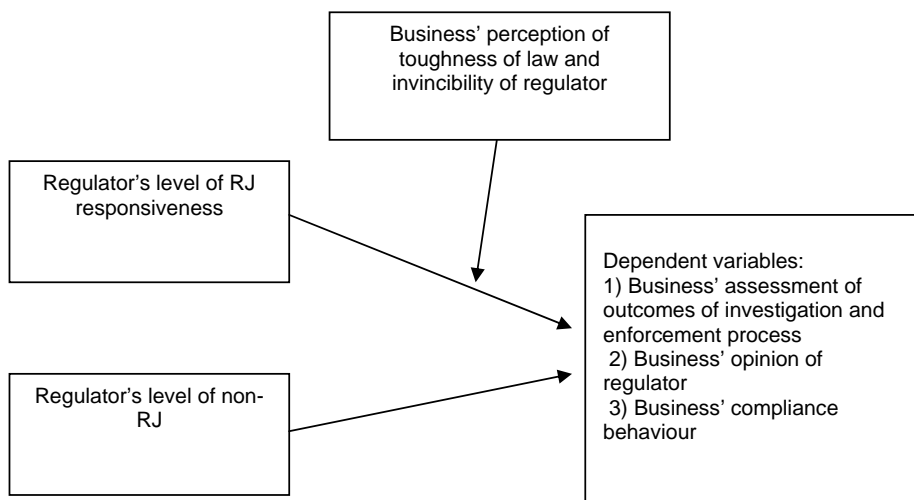 Business’ perception of
toughness of law and
invincibility of regulator
Regulator’s level of RJ
responsiveness
Dependent variables:
1) Business’ assessment of
outcomes of investigation and
enforcement process
2) Business’ opinion of
regulator
3) Business’ compliance
behaviour
Regulator’s level of non-
RJ